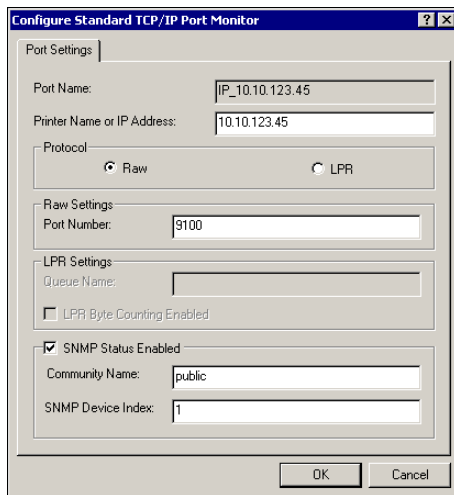 Configure Standard TCP/IP Port Monitor
Port Settings
Port Name: IP_10.10.123.45
Printer Name or IP Address: 10.10.123.45
Protocol
Raw LPR
Raw Settings
Port Number: 9100
LPR Settings
Queue Name:
LPR Byte Counting Enabled
SNMP Status Enabled
Community Name: public
SNMP Device Index: 1
OK Cancel